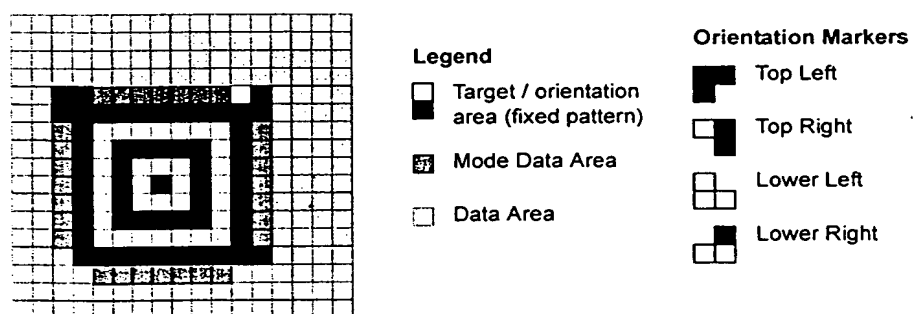 Legend
Target / orientation
area (fixed pattern)
Mode Data Area
Data Area
Orientation Markers
Top Left
Top Right
Lower Left
Lower Right